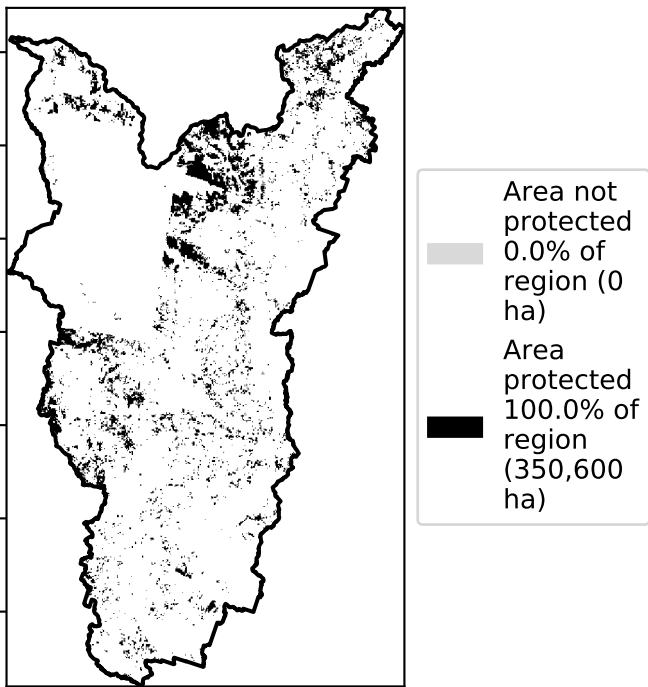 Area not
protected
0.0% of
region (0
ha)
Area
protected
100.0% of
region
(350,600
ha)